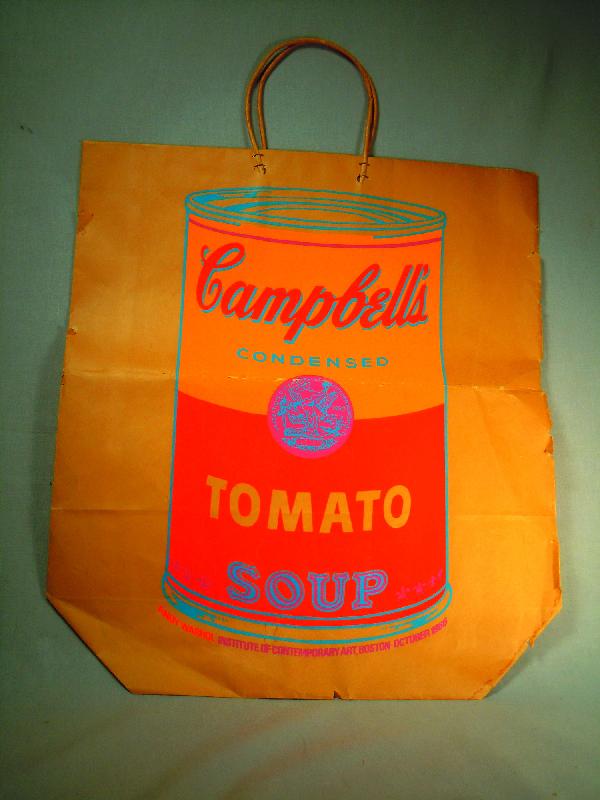 Campbell's
CONDENSED
TOMATO
SOUP
ANDY WARHOL INSTITUTE OF CONTEMPORARY ART, BOSTON OCTOBER 1966